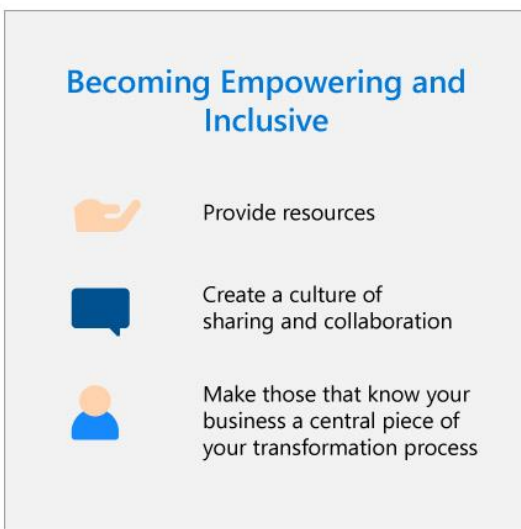 Becoming Empowering and
Inclusive
Provide resources
Create a culture of
sharing and collaboration
Make those that know your
business a central piece of
your transformation process